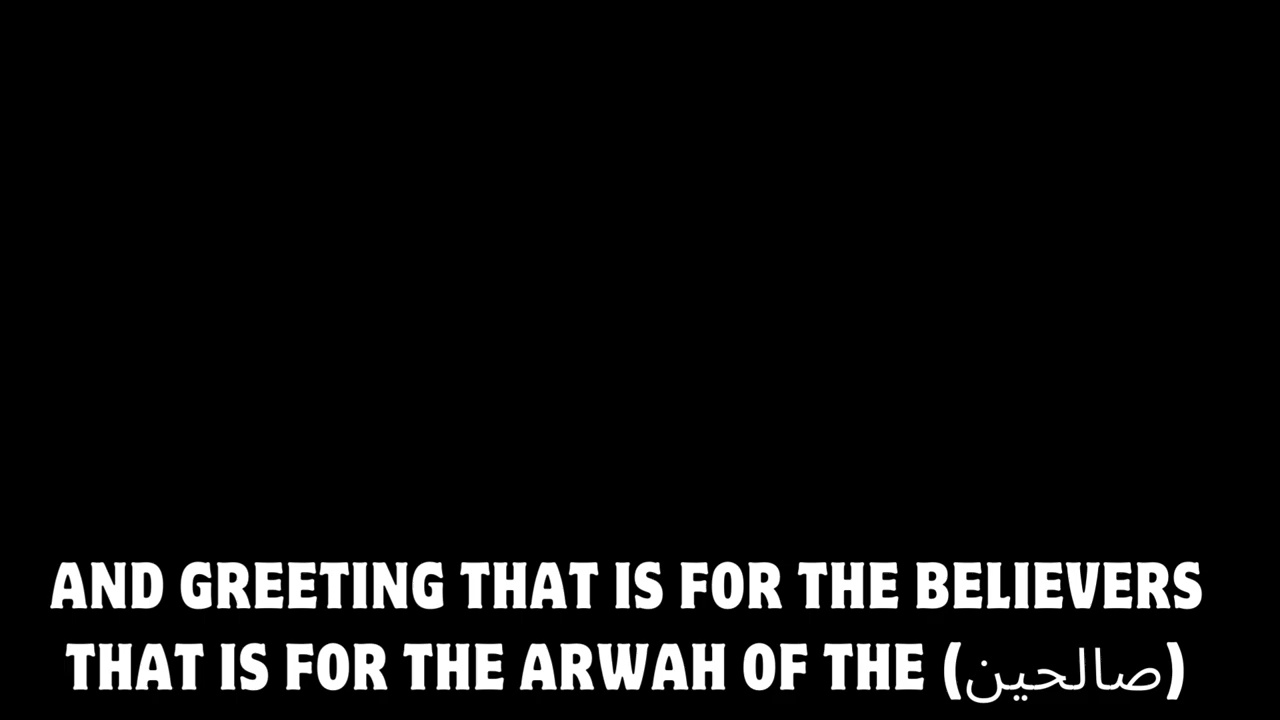 AND GREETING THAT IS FOR THE BELIEVERS
THAT IS FOR THE ARWAH OF THE (صالحين)